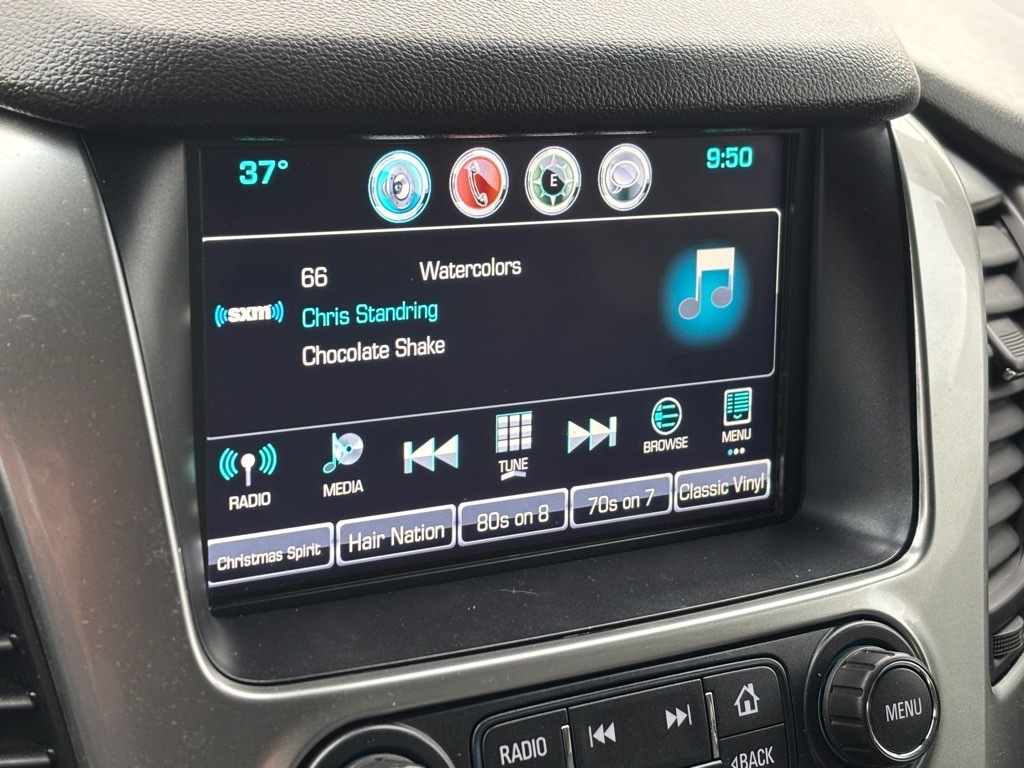 37°
E
9:50
66 Watercolors
((sxm))
Chris Standring
Chocolate Shake
RADIO
MEDIA
TUNE
BROWSE
MENU
Christmas Spirit
Hair Nation
80s on 8
70s on 7
Classic Vinyl
RADIO
MENU
BACK